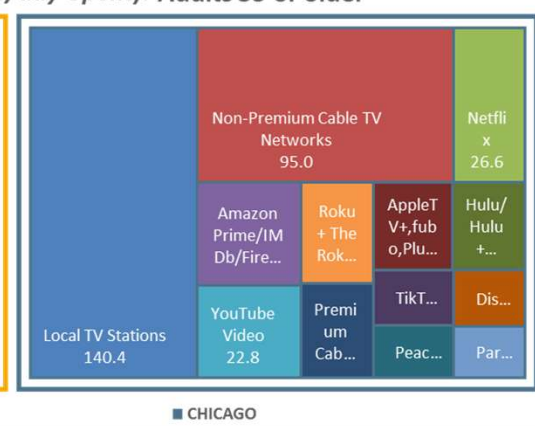 Adults 35 or older
Non-Premium Cable TV
Networks
95.0
Netfli
x
26.6
Amazon
Prime/IM
Db/Fire...
Roku
+ The
Rok...
AppleT
V+,fub
o,Plu...
Hulu/
Hulu
+...
Local TV Stations
140.4
YouTube
Video
22.8
Premi
um
Cab...
TikT...
Dis...
Peac...
Par...
CHICAGO